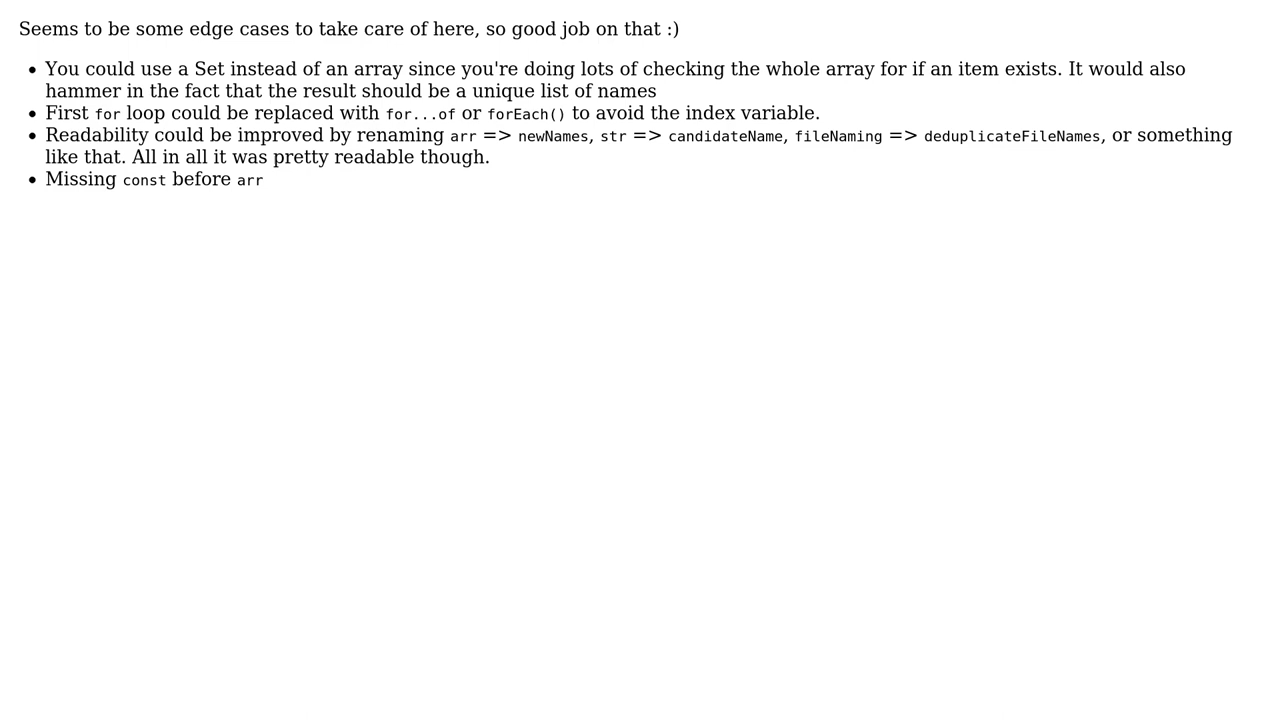 Seems to be some edge cases to take care of here, so good job on that :)
• You could use a Set instead of an array since you're doing lots of checking the whole array for if an item exists. It would also
hammer in the fact that the result should be a unique list of names
• First for loop could be replaced with for...of or forEach() to avoid the index variable.
• Readability could be improved by renaming arr => newNames, str => candidateName, fileNaming => deduplicateFileNames, or something
like that. All in all it was pretty readable though.
• Missing const before arr